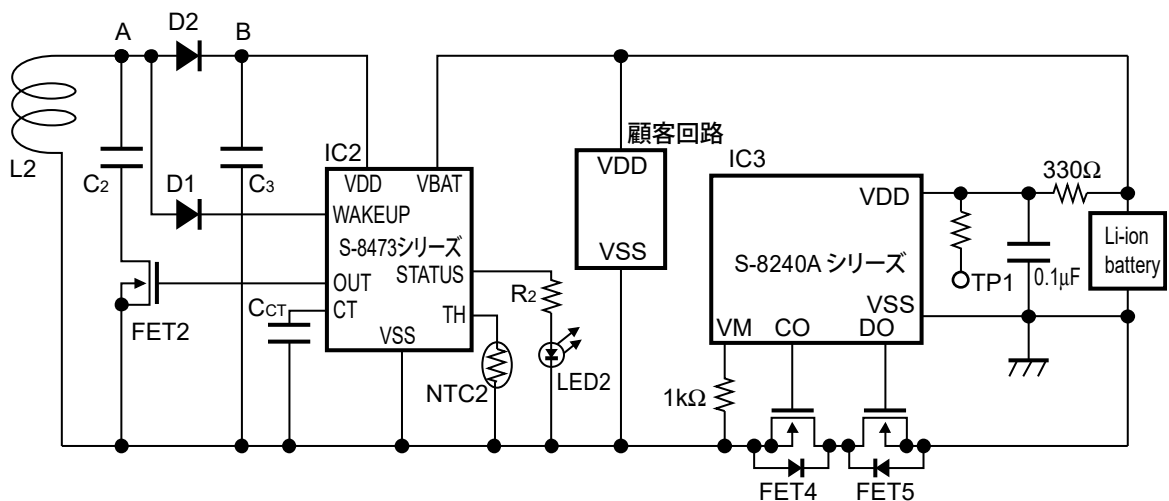 A
D2
B
L2
C2
D1
C3
IC2
VDD
VBAT
WAKEUP
S-8473シリーズ
STATUS
OUT
CT
TH
VSS
FET2
CCT
NTC2
R2
LED2
顧客回路
VDD
VSS
IC3
VDD
S-8240A シリーズ
VSS
VM
CO
DO
330Ω
TP1
0.1μF
Li-ion
battery
1kΩ
FET4
FET5